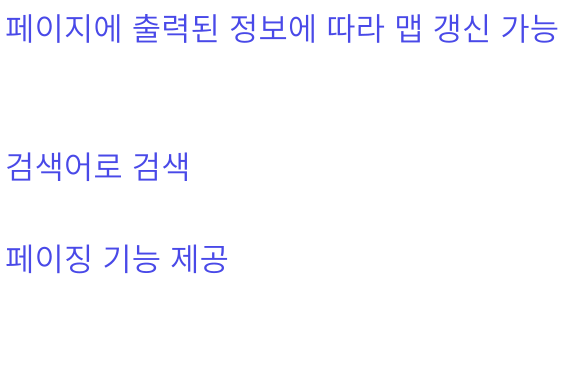 페이지에 출력된 정보에 따라 맵 갱신 가능
검색어로 검색
페이징 기능 제공